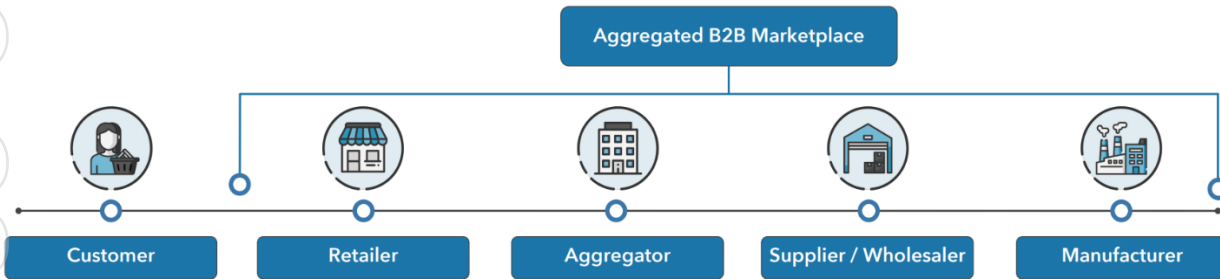 Aggregated B2B Marketplace
Customer
Retailer
Aggregator
Supplier / Wholesaler
Manufacturer